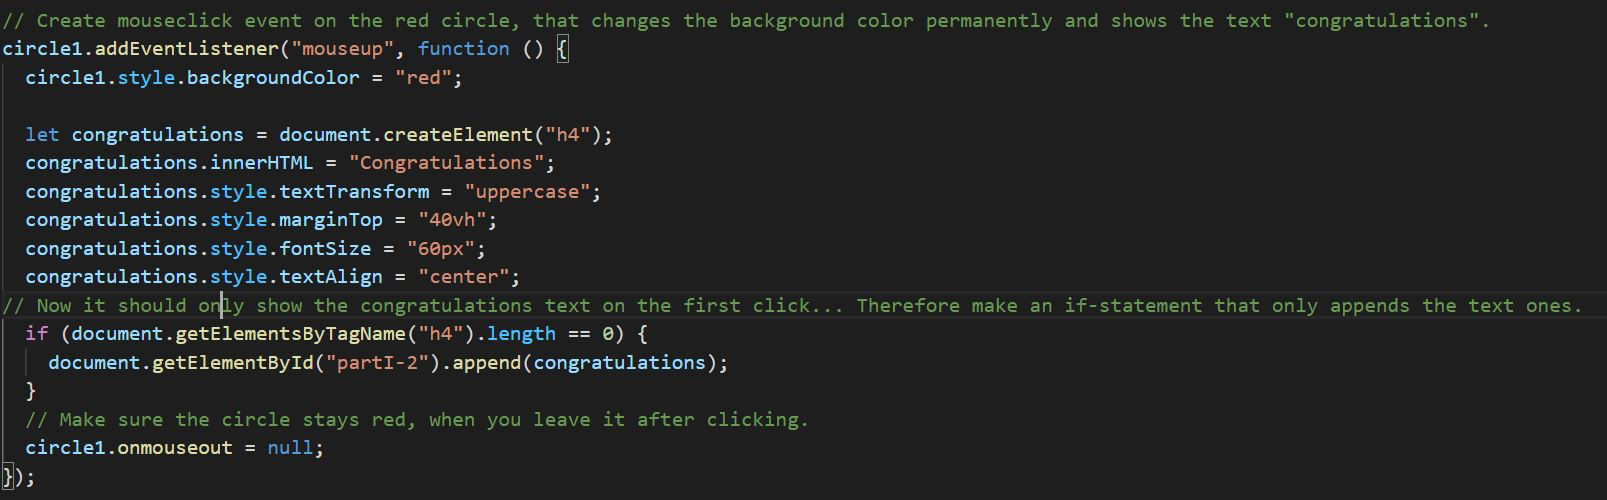 // Create mouseclick event on the red circle, that changes the background color permanently and shows the text "congratulations".
circle1.addEventListener("mouseup", function () {
  circle1.style.backgroundColor = "red";

  let congratulations = document.createElement("h4");
  congratulations.innerHTML = "Congratulations";
  congratulations.style.textTransform = "uppercase";
  congratulations.style.marginTop = "40vh";
  congratulations.style.fontSize = "60px";
  congratulations.style.textAlign = "center";
// Now it should only show the congratulations text on the first click... Therefore make an if-statement that only appends the text ones.
  if (document.getElementsByTagName("h4").length == 0) {
    document.getElementById("partI-2").append(congratulations);
  }
  // Make sure the circle stays red, when you leave it after clicking.
  circle1.onmouseout = null;
});